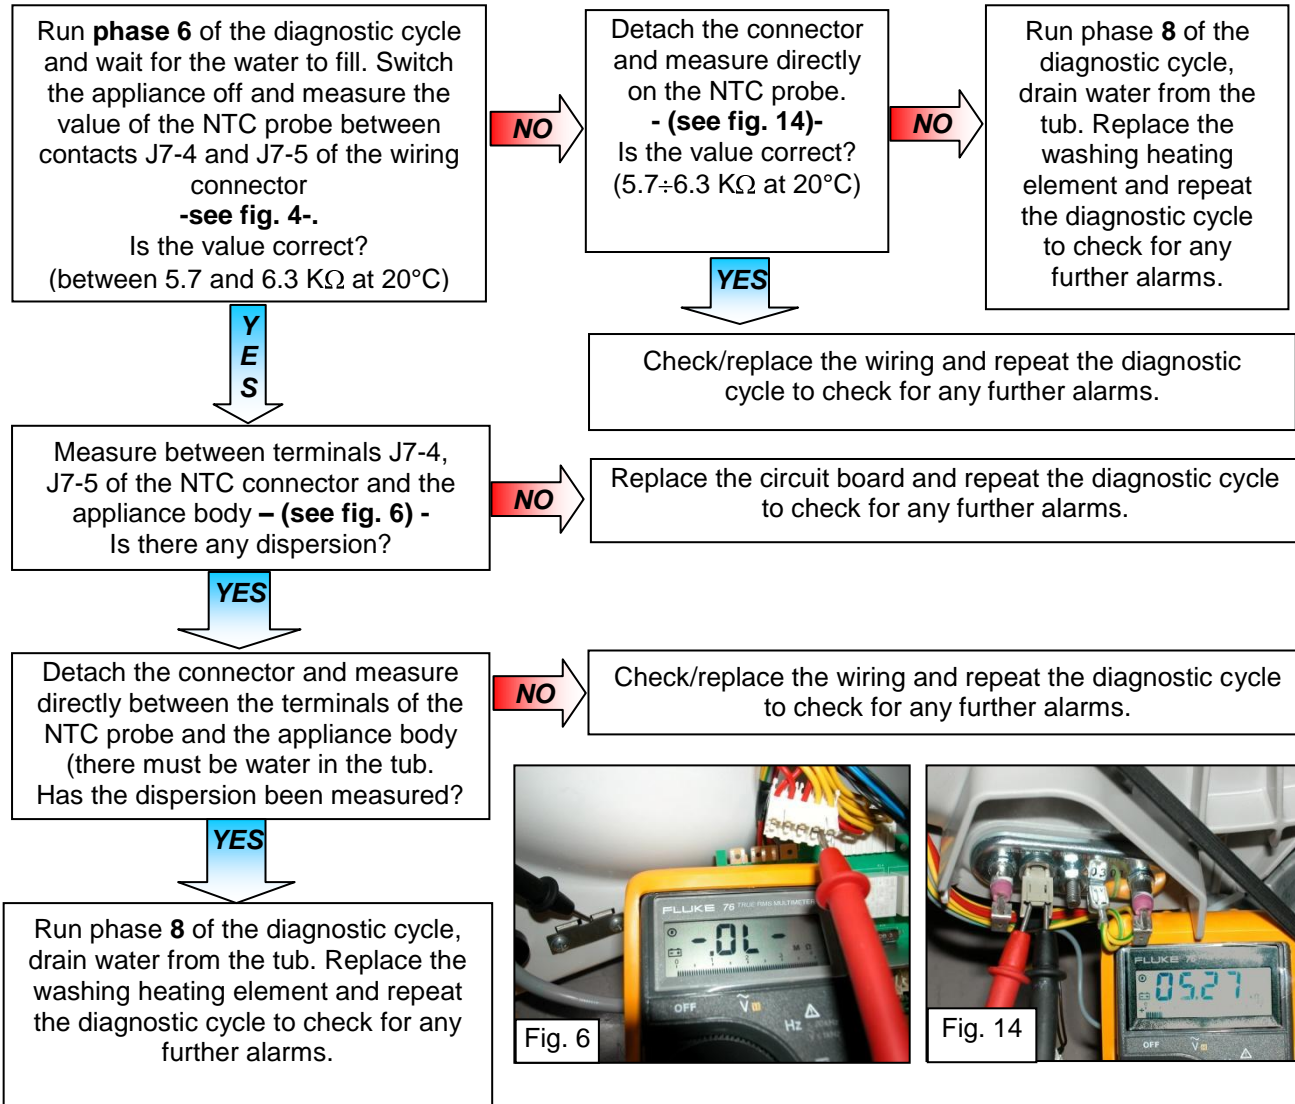 Run phase 6 of the diagnostic cycle
and wait for the water to fill. Switch
the appliance off and measure the
value of the NTC probe between
contacts J7-4 and J7-5 of the wiring
connector
-see fig. 4-.
Is the value correct?
(between 5.7 and 6.3 KΩ at 20°C)
NO
Detach the connector
and measure directly
on the NTC probe.
- (see fig. 14)-
Is the value correct?
(5.7÷6.3 KΩ at 20°C)
NO
Run phase 8 of the
diagnostic cycle,
drain water from the
tub. Replace the
washing heating
element and repeat
the diagnostic cycle
to check for any
further alarms.
YES
Check/replace the wiring and repeat the diagnostic
cycle to check for any further alarms.
Y
E
S
Measure between terminals J7-4,
J7-5 of the NTC connector and the
appliance body – (see fig. 6) -
Is there any dispersion?
NO
Replace the circuit board and repeat the diagnostic cycle
to check for any further alarms.
YES
Detach the connector and measure
directly between the terminals of the
NTC probe and the appliance body
(there must be water in the tub.
Has the dispersion been measured?
NO
Check/replace the wiring and repeat the diagnostic cycle
to check for any further alarms.
YES
Run phase 8 of the diagnostic cycle,
drain water from the tub. Replace the
washing heating element and repeat
the diagnostic cycle to check for any
further alarms.
FLUKE 76 TRUE RMS MULTIMETER
OL
OFF
Hz
Fig. 6
FLUKE 76
05.27
OFF
Fig. 14